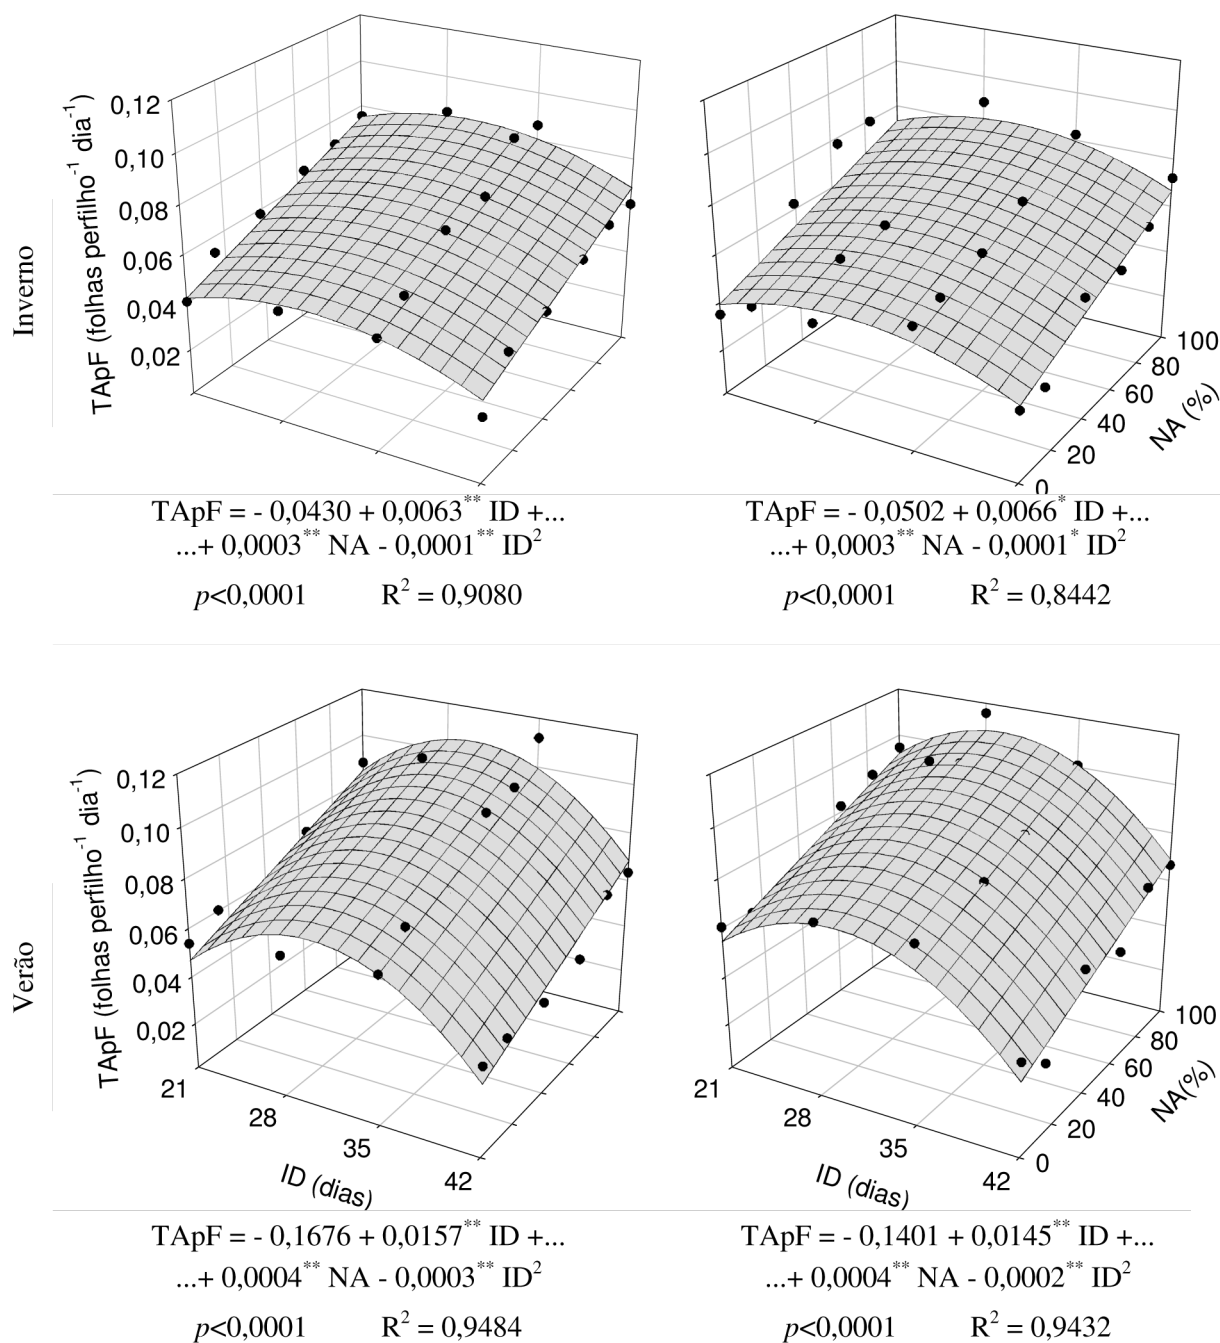 Inverno
TApF (folhas perfilho⁻¹ dia⁻¹)
0,12
0,10
0,08
0,06
0,04
0,02
100
80
60
40
20
0
NA (%)
TApF = - 0,0430 + 0,0063** ID +...
...+ 0,0003** NA - 0,0001** ID²
p<0,0001 R² = 0,9080
TApF = - 0,0502 + 0,0066* ID +...
...+ 0,0003** NA - 0,0001* ID²
p<0,0001 R² = 0,8442
Verão
TApF (folhas perfilho⁻¹ dia⁻¹)
0,12
0,10
0,08
0,06
0,04
0,02
21
28
35
42
ID (dias)
21
28
35
42
ID (dias)
100
80
60
40
20
0
NA(%)
TApF = - 0,1676 + 0,0157** ID +...
...+ 0,0004** NA - 0,0003** ID²
p<0,0001 R² = 0,9484
TApF = - 0,1401 + 0,0145** ID +...
...+ 0,0004** NA - 0,0002** ID²
p<0,0001 R² = 0,9432